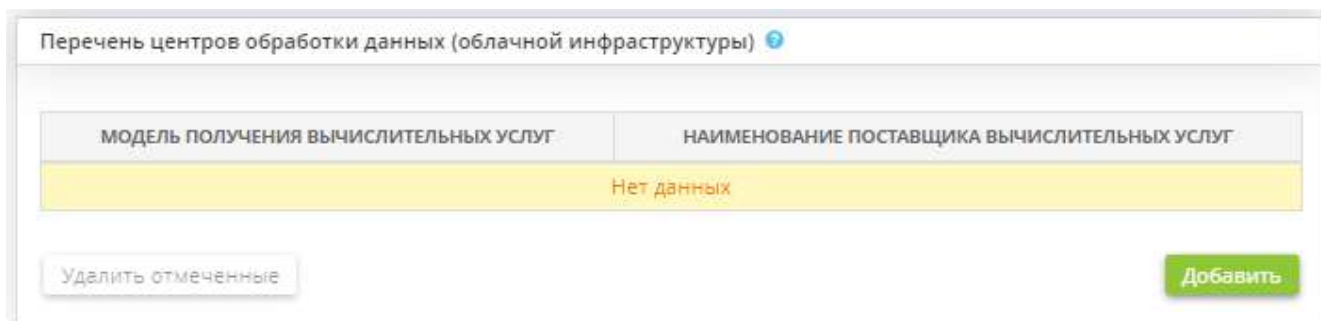 Перечень центров обработки данных (облачной инфраструктуры) ?
МОДЕЛЬ ПОЛУЧЕНИЯ ВЫЧИСЛИТЕЛЬНЫХ УСЛУГ НАИМЕНОВАНИЕ ПОСТАВЩИКА ВЫЧИСЛИТЕЛЬНЫХ УСЛУГ
Нет данных
Удалить отмеченные Добавить